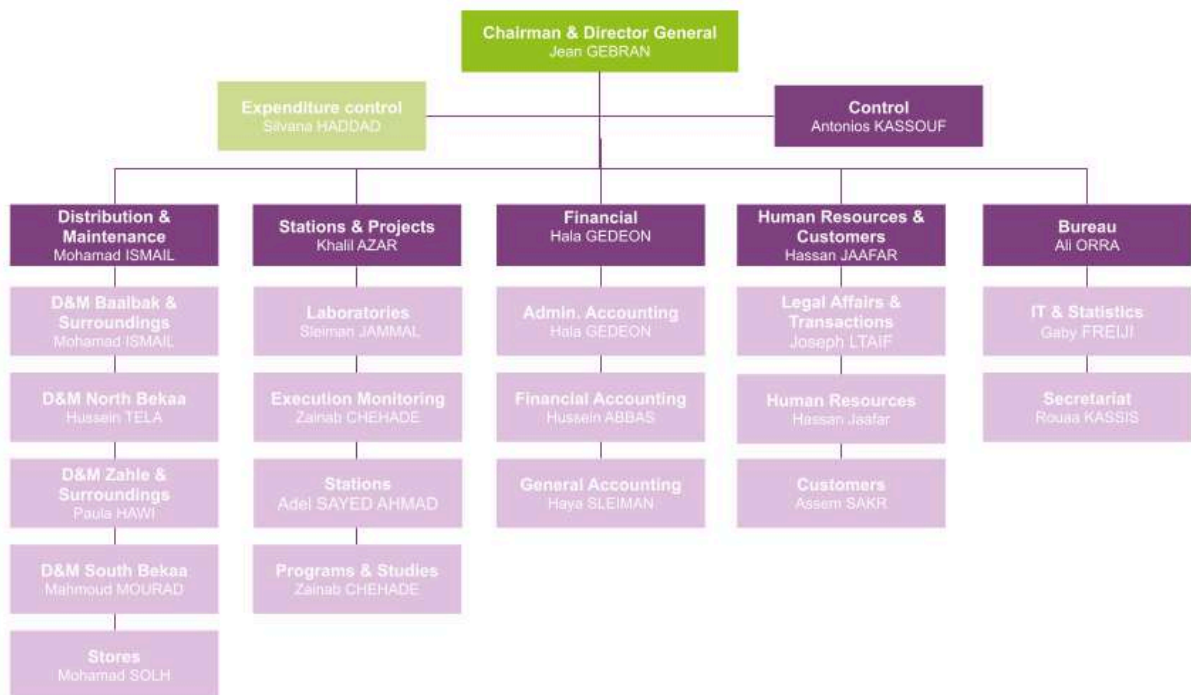 Chairman & Director General
Jean GEBRAN
Expenditure control
Silvana HADDAD
Control
Antonios KASSOUF
Distribution &
Maintenance
Mohamad ISMAIL
Stations & Projects
Khalil AZAR
Financial
Hala GEDEON
Human Resources &
Customers
Hassan JAAFAR
Bureau
Ali ORRA
D&M Baalbak &
Surroundings
Mohamad ISMAIL
Laboratories
Sleiman JAMMAL
Admin. Accounting
Hala GEDEON
Legal Affairs &
Transactions
Joseph LTAIF
IT & Statistics
Gaby FREIJI
D&M North Bekaa
Hussein TELA
Execution Monitoring
Zainab CHEHADE
Financial Accounting
Hussein ABBAS
Human Resources
Hassan Jaafar
Secretariat
Rouaa KASSIS
D&M Zahle &
Surroundings
Paula HAWI
Stations
Adel SAYED AHMAD
General Accounting
Haya SLEIMAN
Customers
Assem SAKR
D&M South Bekaa
Mahmoud MOURAD
Programs & Studies
Zainab CHEHADE
Stores
Mohamad SOLH